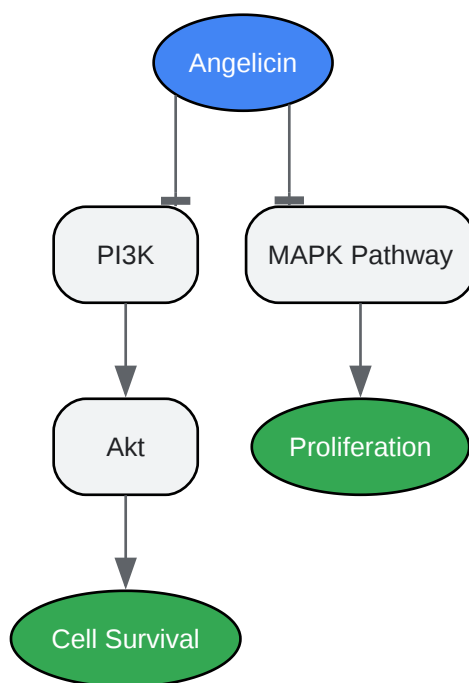 Angelicin
PI3K
MAPK Pathway
Akt
Proliferation
Cell Survival